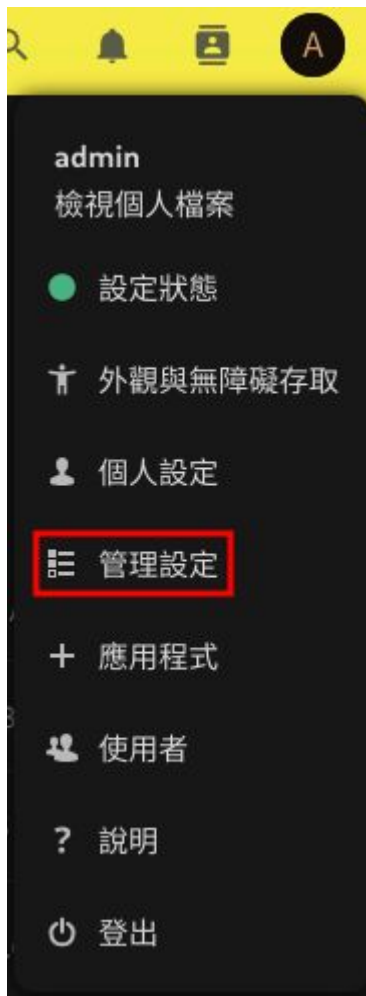 A
admin
檢視個人檔案
設定狀態
外觀與無障礙存取
個人設定
管理設定
應用程式
使用者
? 說明
登出